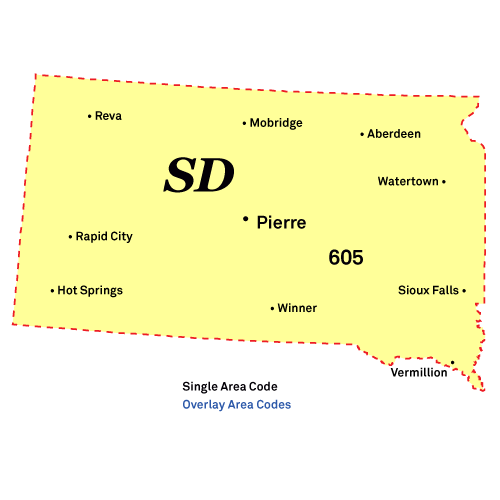 Reva
Mobridge
Aberdeen
SD
Watertown
Pierre
Rapid City
605
Hot Springs
Sioux Falls
Winner
Vermillion
Single Area Code
Overlay Area Codes